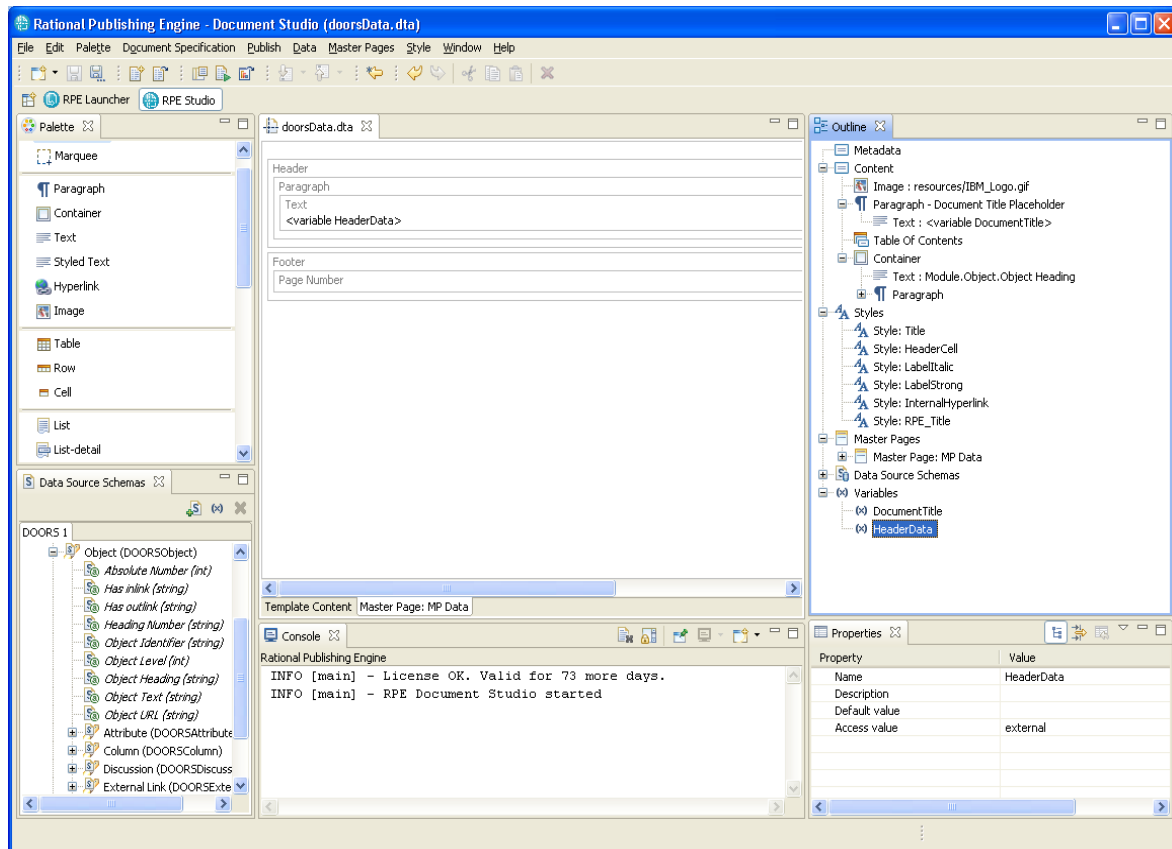 Rational Publishing Engine - Document Studio (doorsData.dta)
File Edit Palette Document Specification Publish Data Master Pages Style Window Help
RPE Launcher RPE Studio
Palette
Marquee
Paragraph
Container
Text
Styled Text
Hyperlink
Image
Table
Row
Cell
List
List-detail
Data Source Schemas
DOORS 1
Object (DOORSObject)
Absolute Number (int)
Has inlink (string)
Has outlink (string)
Heading Number (string)
Object Identifier (string)
Object Level (int)
Object Heading (string)
Object Text (string)
Object URL (string)
Attribute (DOORSAttribute
Column (DOORSColumn)
Discussion (DOORSDiscuss
External Link (DOORSExte
doorsData.dta
Header
Paragraph
Text
<variable HeaderData>
Footer
Page Number
Template Content Master Page: MP Data
Console
Rational Publishing Engine
INFO [main] - License OK. Valid for 73 more days.
INFO [main] - RPE Document Studio started
Outline
Metadata
Content
Image : resources/IBM_Logo.gif
Paragraph - Document Title Placeholder
Text : <variable DocumentTitle>
Table Of Contents
Container
Text : Module.Object.Object Heading
Paragraph
Styles
Style: Title
Style: HeaderCell
Style: LabelItalic
Style: LabelStrong
Style: InternalHyperlink
Style: RPE_Title
Master Pages
Master Page: MP Data
Data Source Schemas
Variables
DocumentTitle
HeaderData
Properties
Property Value
Name HeaderData
Description
Default value
Access value external